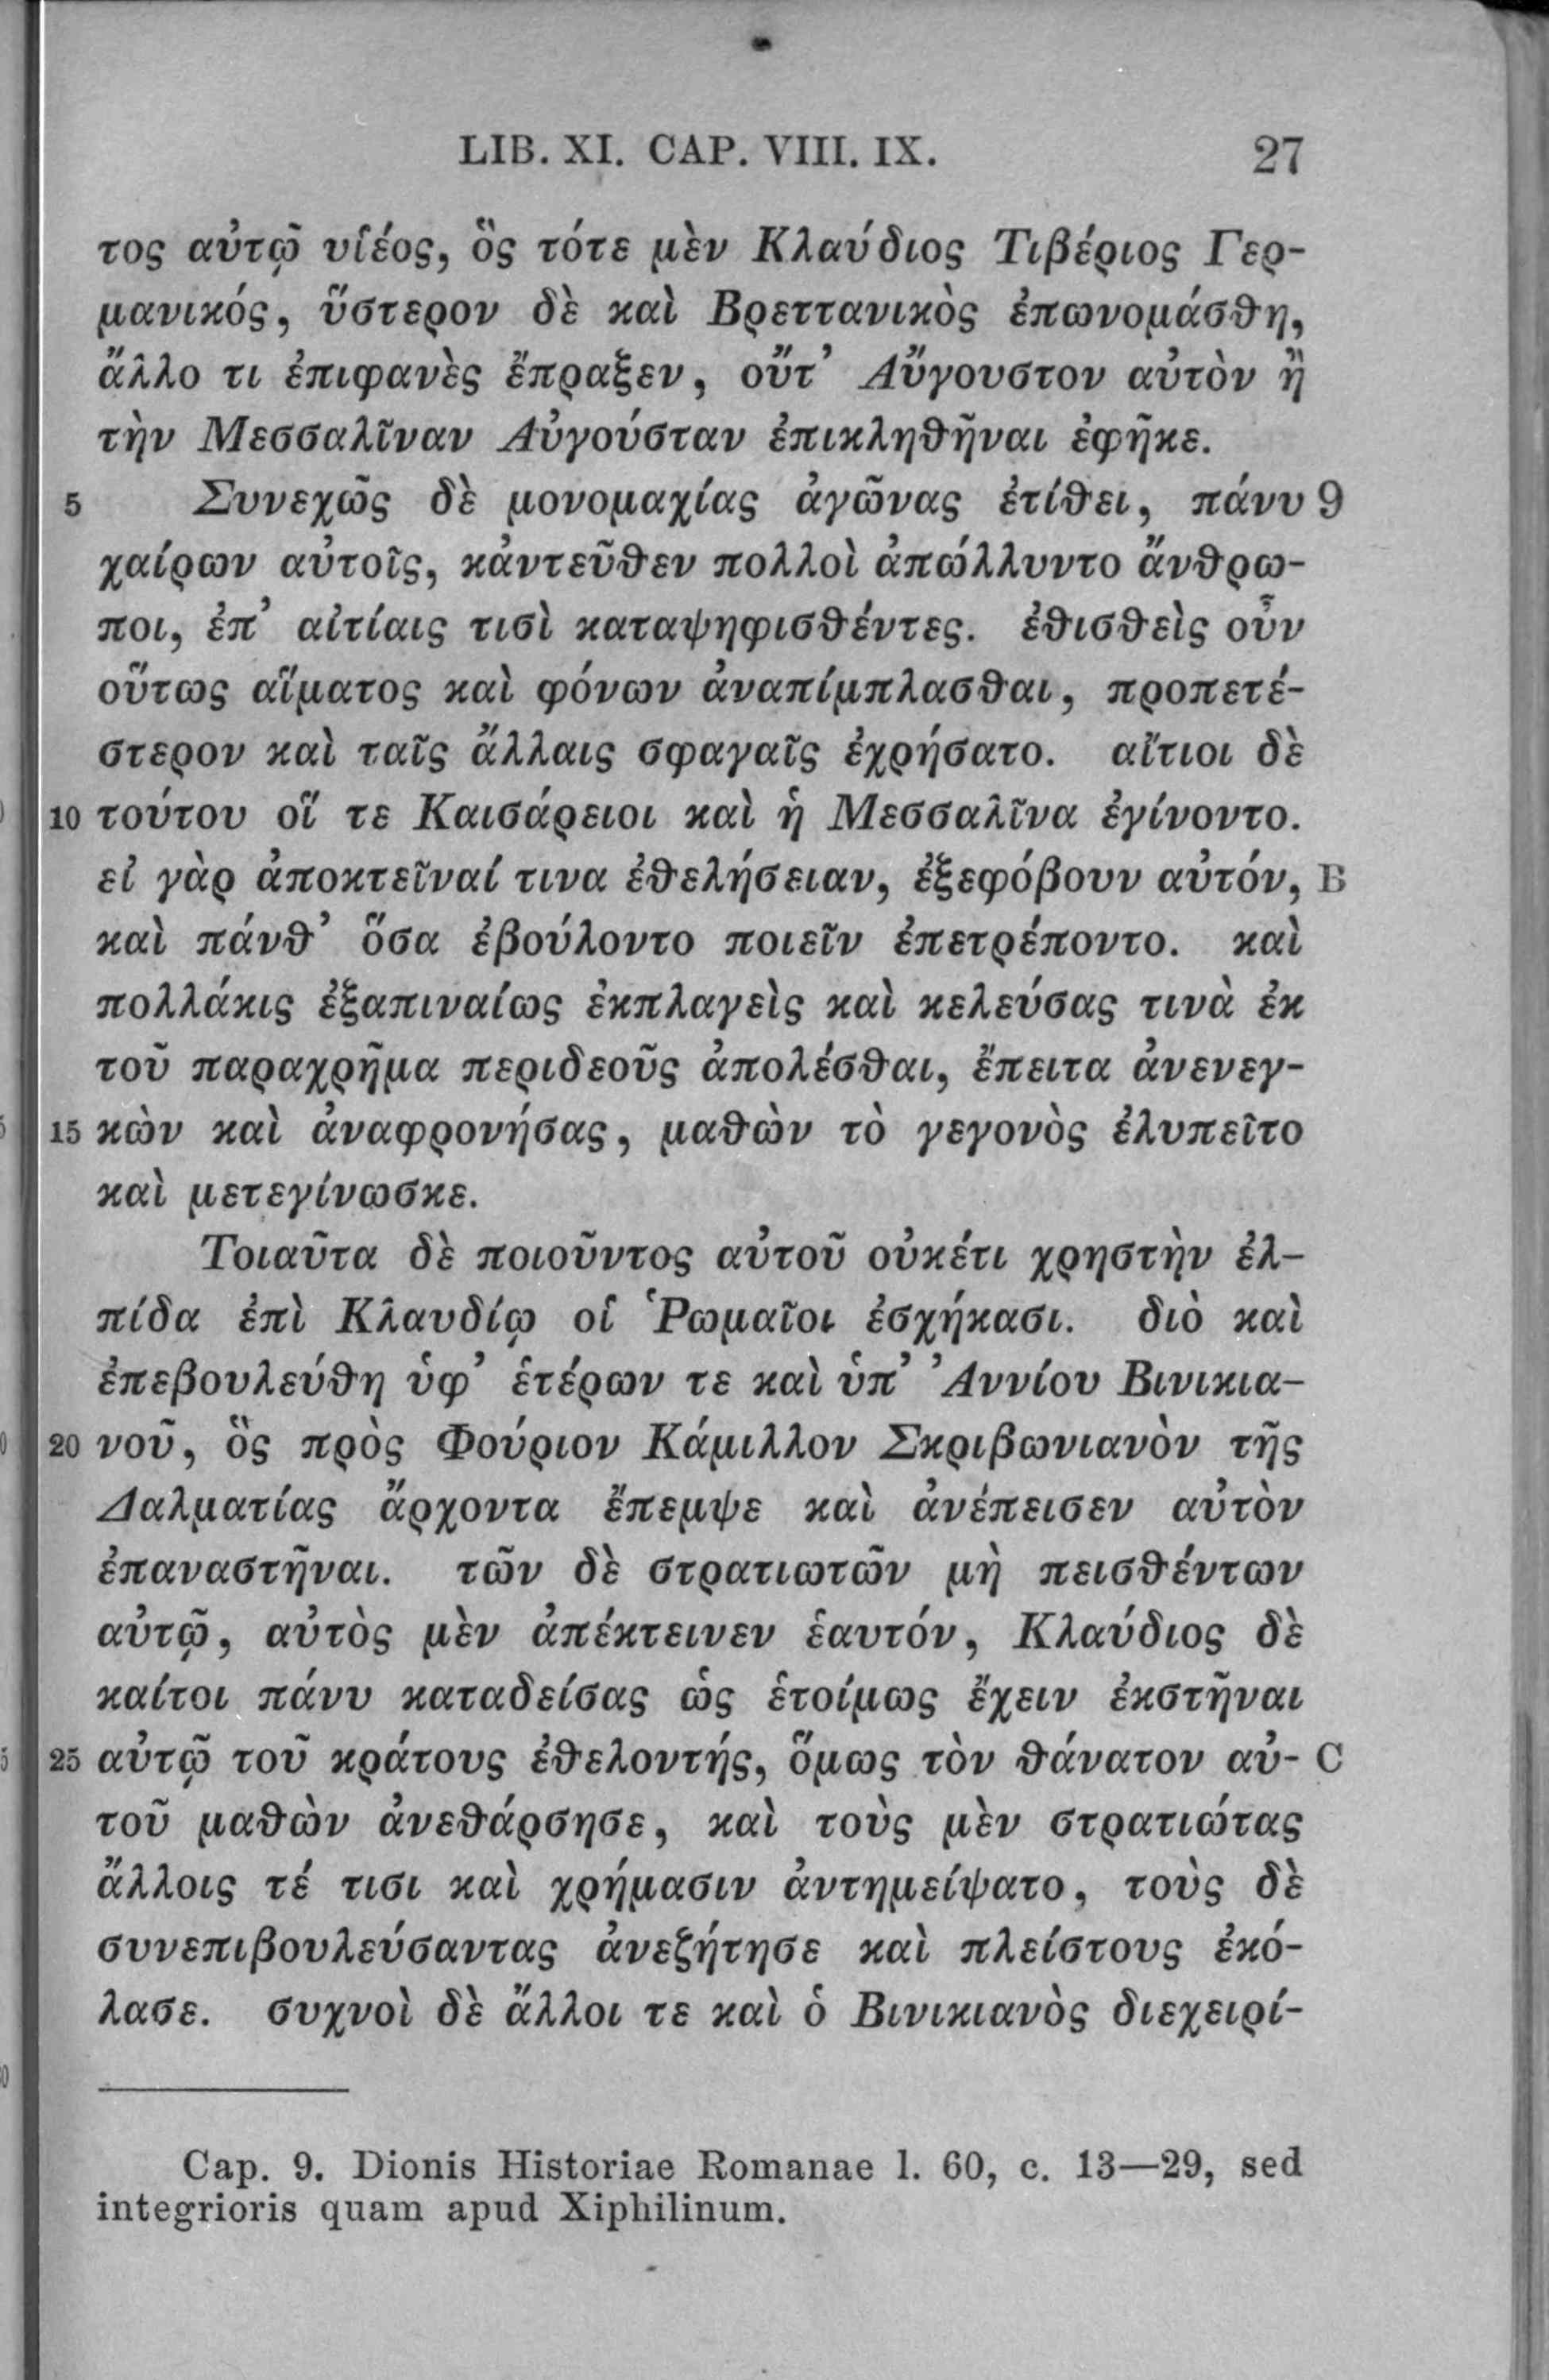 LIB. XI. CAP. VIII. IX. 27
τος αὐτῷ υἱέος, ὃς τότε μὲν Κλαύδιος Τιβέριος Γερ-
μανικός, ὕστερον δὲ καὶ Βρεττανικὸς ἐπωνομάσθη,
ἄλλο τι ἐπιφανὲς ἔπραξεν, οὔτ’ Αὔγουστον αὐτὸν ἢ
τὴν Μεσσαλῖναν Αὐγούσταν ἐπικληθῆναι ἐφῆκε.
5 Συνεχῶς δὲ μονομαχίας ἀγῶνας ἐτίθει, πάνυ 9
χαίρων αὐτοῖς, κἀντεῦθεν πολλοὶ ἀπώλλυντο ἄνθρω-
ποι, ἐπ’ αἰτίαις τισὶ καταψηφισθέντες. ἐθισθεὶς οὖν
οὕτως αἵματος καὶ φόνων ἀναπίμπλασθαι, προπετέ-
στερον καὶ ταῖς ἄλλαις σφαγαῖς ἐχρήσατο. αἴτιοι δὲ
10 τούτου οἵ τε Καισάρειοι καὶ ἡ Μεσσαλῖνα ἐγίνοντο.
εἰ γὰρ ἀποκτεῖναί τινα ἐθελήσειαν, ἐξεφόβουν αὐτόν, B
καὶ πάνθ’ ὅσα ἐβούλοντο ποιεῖν ἐπετρέποντο. καὶ
πολλάκις ἐξαπιναίως ἐκπλαγεὶς καὶ κελεύσας τινὰ ἐκ
τοῦ παραχρῆμα περιδεοῦς ἀπολέσθαι, ἔπειτα ἀνενεγ-
15 κὼν καὶ ἀναφρονήσας, μαθὼν τὸ γεγονὸς ἐλυπεῖτο
καὶ μετεγίνωσκε.
Τοιαῦτα δὲ ποιοῦντος αὐτοῦ οὐκέτι χρηστὴν ἐλ-
πίδα ἐπὶ Κλαυδίῳ οἱ Ῥωμαῖοι ἐσχήκασι. διὸ καὶ
ἐπεβουλεύθη ὑφ’ ἑτέρων τε καὶ ὑπ’ Ἀννίου Βινικια-
20 νοῦ, ὃς πρὸς Φούριον Κάμιλλον Σκριβωνιανὸν τῆς
Δαλματίας ἄρχοντα ἔπεμψε καὶ ἀνέπεισεν αὐτὸν
ἐπαναστῆναι. τῶν δὲ στρατιωτῶν μὴ πεισθέντων
αὐτῷ, αὐτὸς μὲν ἀπέκτεινεν ἑαυτόν, Κλαύδιος δὲ
καίτοι πάνυ καταδείσας ὡς ἑτοίμως ἔχειν ἐκστῆναι
25 αὐτῷ τοῦ κράτους ἐθελοντής, ὅμως τὸν θάνατον αὐ- C
τοῦ μαθὼν ἀνεθάρσησε, καὶ τοὺς μὲν στρατιώτας
ἄλλοις τέ τισι καὶ χρήμασιν ἀντημείψατο, τοὺς δὲ
συνεπιβουλεύσαντας ἀνεζήτησε καὶ πλείστους ἐκό-
λασε. συχνοὶ δὲ ἄλλοι τε καὶ ὁ Βινικιανὸς διεχειρί-
Cap. 9. Dionis Historiae Romanae l. 60, c. 13—29, sed
integrioris quam apud Xiphilinum.